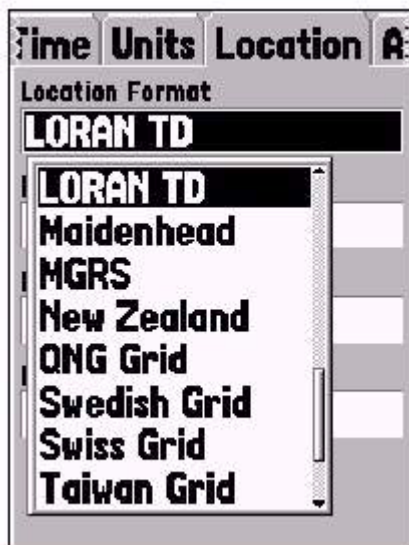 Time Units Location A
Location Format
LORAN TD
LORAN TD
Maidenhead
MGRS
New Zealand
QNG Grid
Swedish Grid
Swiss Grid
Taiwan Grid